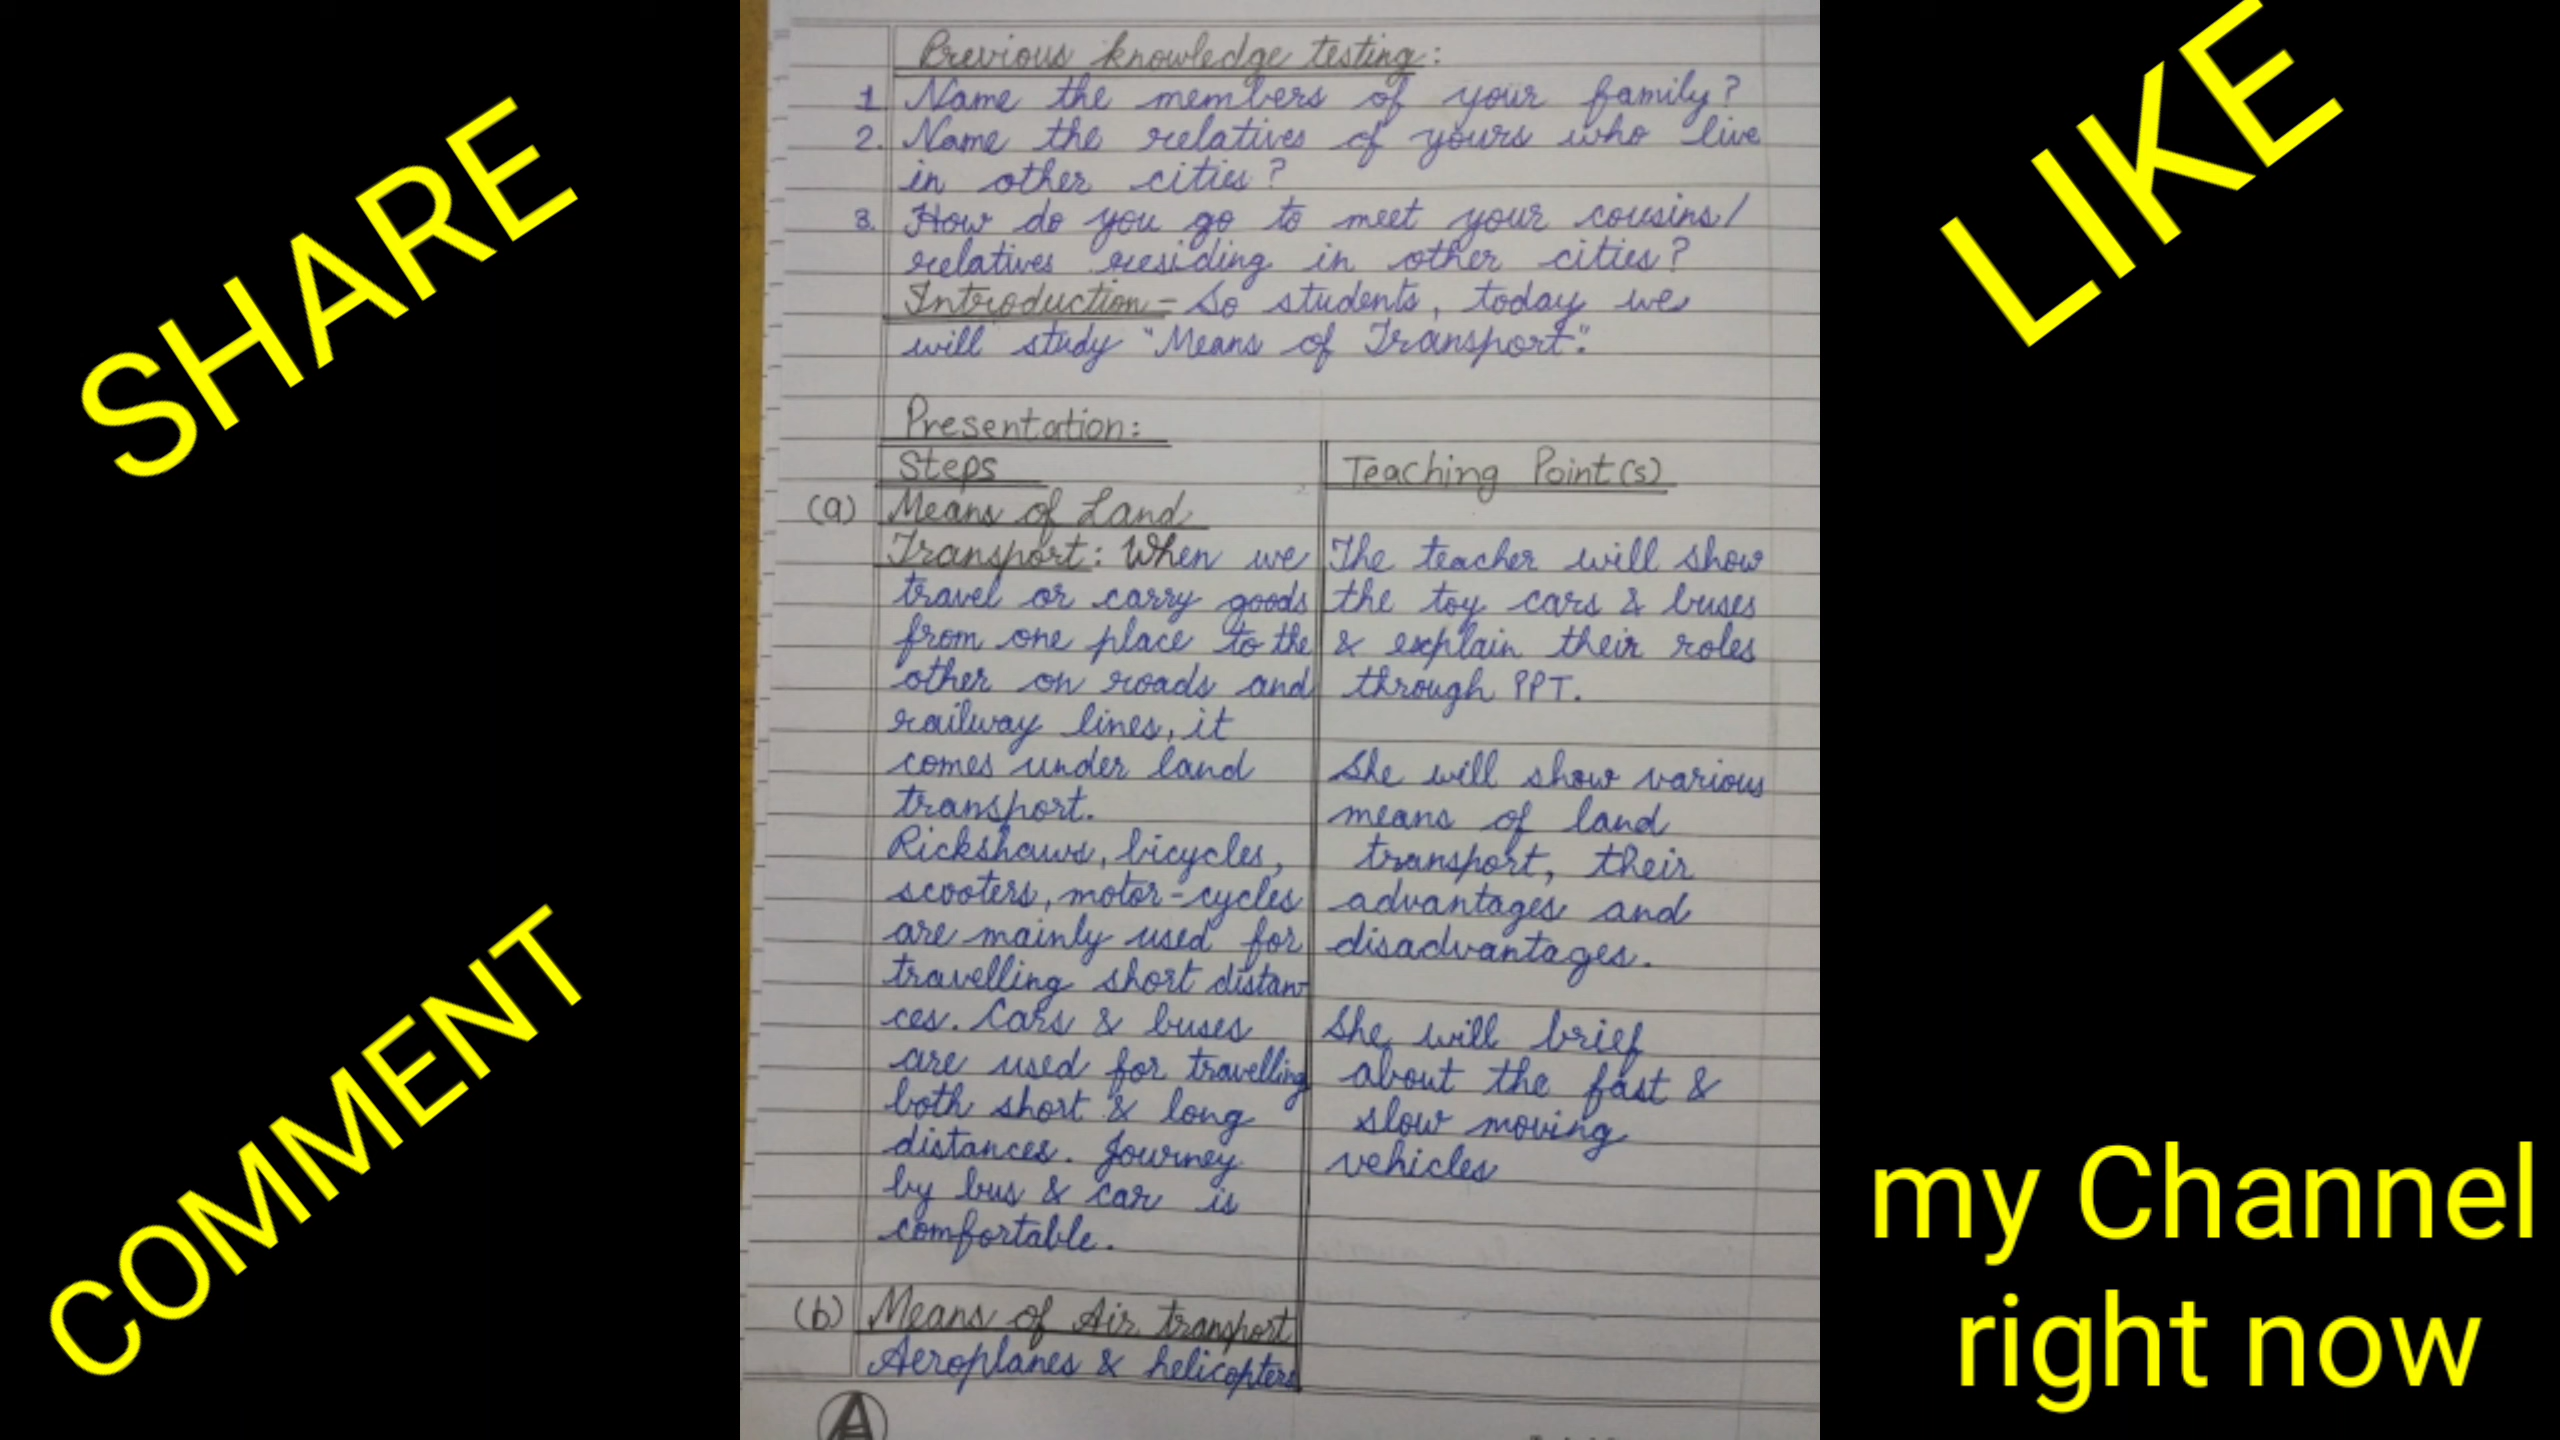 SHARE
LIKE
COMMENT
my Channel
right now
Previous knowledge testing:
1. Name the members of your family?
2. Name the relatives of yours who live
in other cities?
3. How do you go to meet your cousins/
relatives residing in other cities?
Introduction - So students, today we
will study "Means of Transport".
Presentation:
Steps
(a) Means of Land
Transport: When we
travel or carry goods
from one place to the
other on roads and
railway lines, it
comes under land
transport.
Rickshaws, bicycles,
scooters, motor-cycles
are mainly used for
travelling short distan
ces. Cars & buses
are used for travelling
both short & long
distances. Journey
by bus & car is
comfortable.
(b) Means of Air transport
Aeroplanes & helicopters
Teaching Point(s)
The teacher will show
the toy cars & buses
& explain their roles
through PPT.
She will show various
means of land
transport, their
advantages and
disadvantages.
She will brief
about the fast &
slow moving
vehicles
A